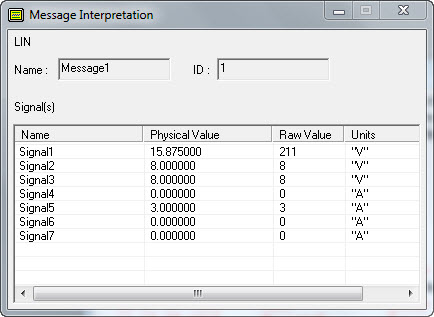 Message Interpretation
LIN
Name : Message1 ID : 1
Signal(s)
Name Physical Value Raw Value Units
Signal1 15.875000 211 "V"
Signal2 8.000000 8 "V"
Signal3 8.000000 8 "V"
Signal4 0.000000 0 "A"
Signal5 3.000000 3 "A"
Signal6 0.000000 0 "A"
Signal7 0.000000 0 "A"